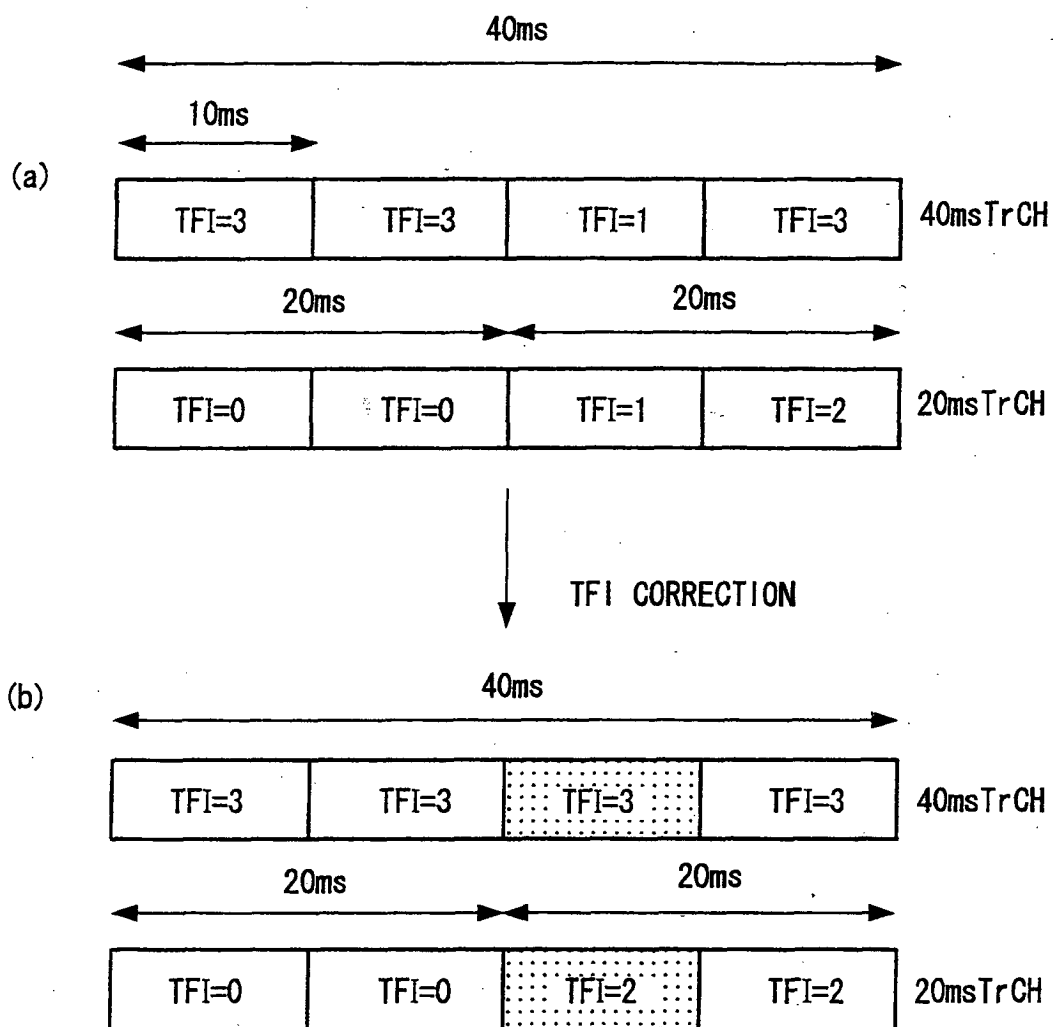 40ms
10ms
(a)
TFI=3 TFI=3 TFI=1 TFI=3 40msTrCH
20ms 20ms
TFI=0 TFI=0 TFI=1 TFI=2 20msTrCH
TFI CORRECTION
(b)
40ms
TFI=3 TFI=3 TFI=3 TFI=3 40msTrCH
20ms 20ms
TFI=0 TFI=0 TFI=2 TFI=2 20msTrCH